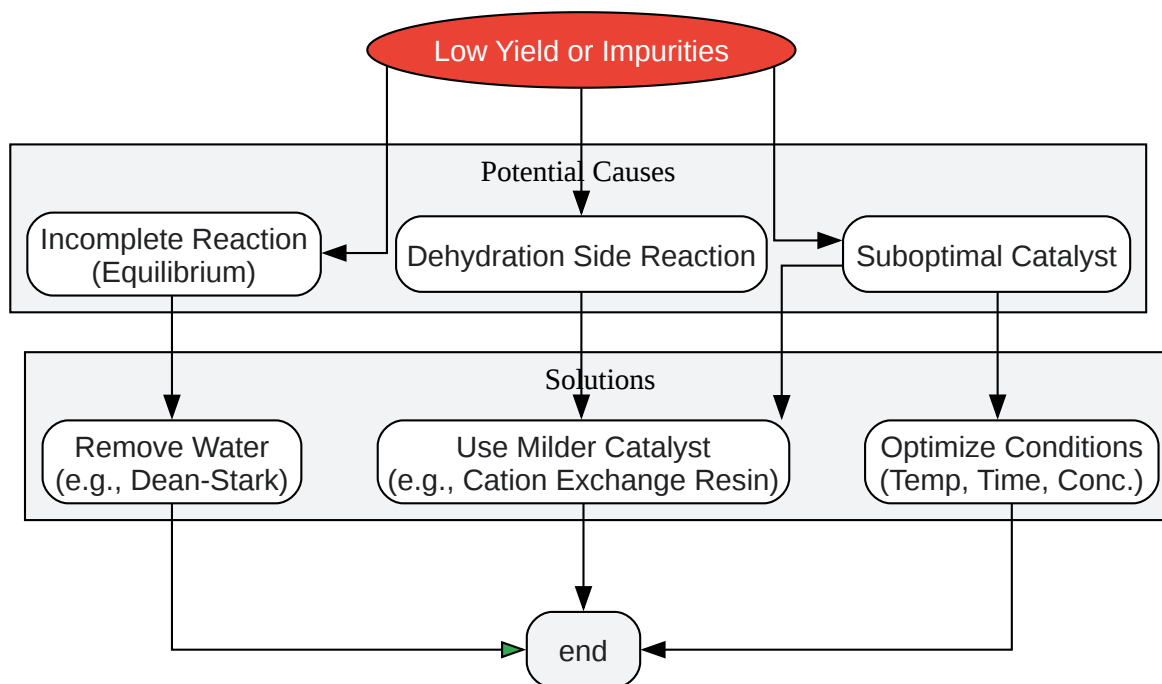 Low Yield or Impurities
Potential Causes
Incomplete Reaction
(Equilibrium)
Dehydration Side Reaction
Suboptimal Catalyst
Solutions
Remove Water
(e.g., Dean-Stark)
Use Milder Catalyst
(e.g., Cation Exchange Resin)
Optimize Conditions
(Temp, Time, Conc.)
end